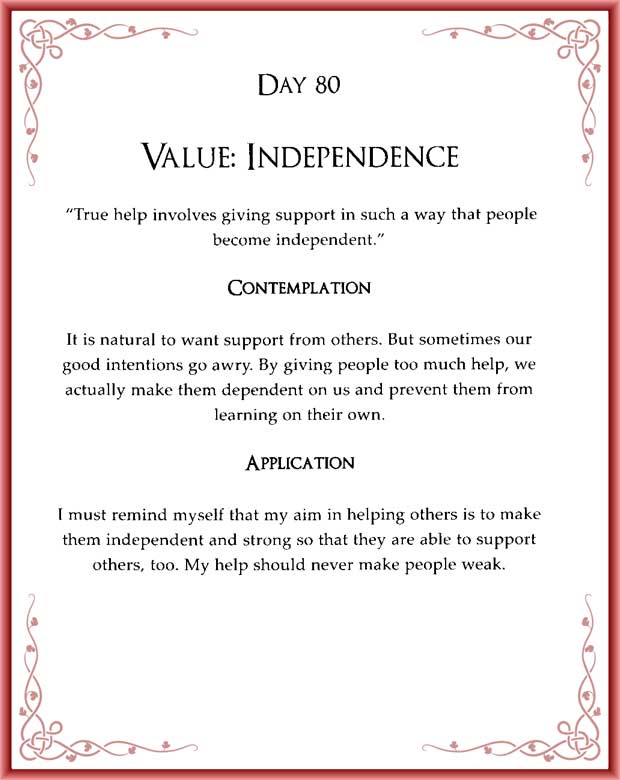 DAY 80
VALUE: INDEPENDENCE
"True help involves giving support in such a way that people
become independent."
CONTEMPLATION
It is natural to want support from others. But sometimes our
good intentions go awry. By giving people too much help, we
actually make them dependent on us and prevent them from
learning on their own.
APPLICATION
I must remind myself that my aim in helping others is to make
them independent and strong so that they are able to support
others, too. My help should never make people weak.